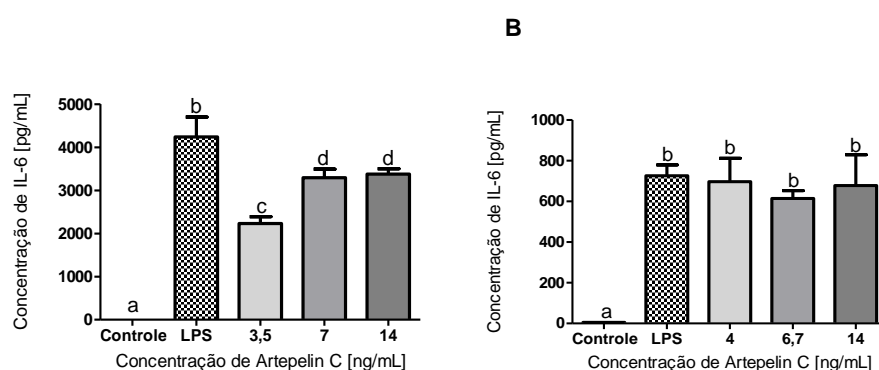 B
Concentração de IL-6 [pg/mL]
5000
4000
3000
2000
1000
0
a
b
c
d
d
Controle LPS 3,5 7 14
Concentração de Artepelin C [ng/mL]
Concentração de IL-6 [pg/mL]
1000
800
600
400
200
0
a
b
b
b
b
Controle LPS 4 6,7 14
Concentração de Artepelin C [ng/mL]